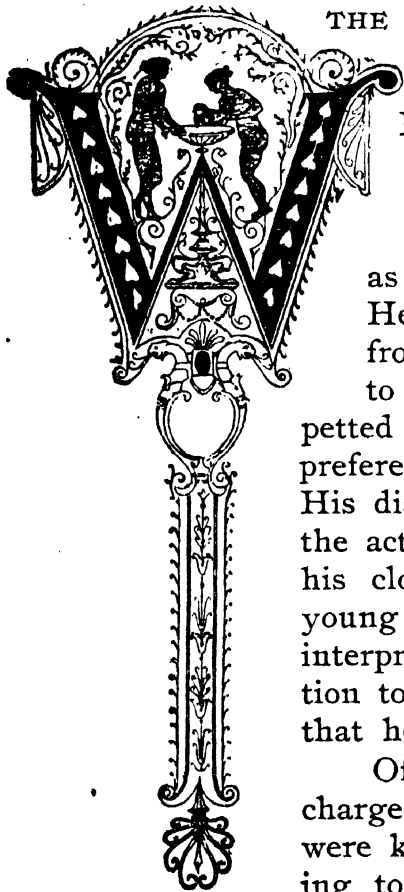 THE
W
as
He
fro
to
petted
prefere
His di
the act
his clo
young
interpr
tion to
that h
Of
charge
were k
ing to